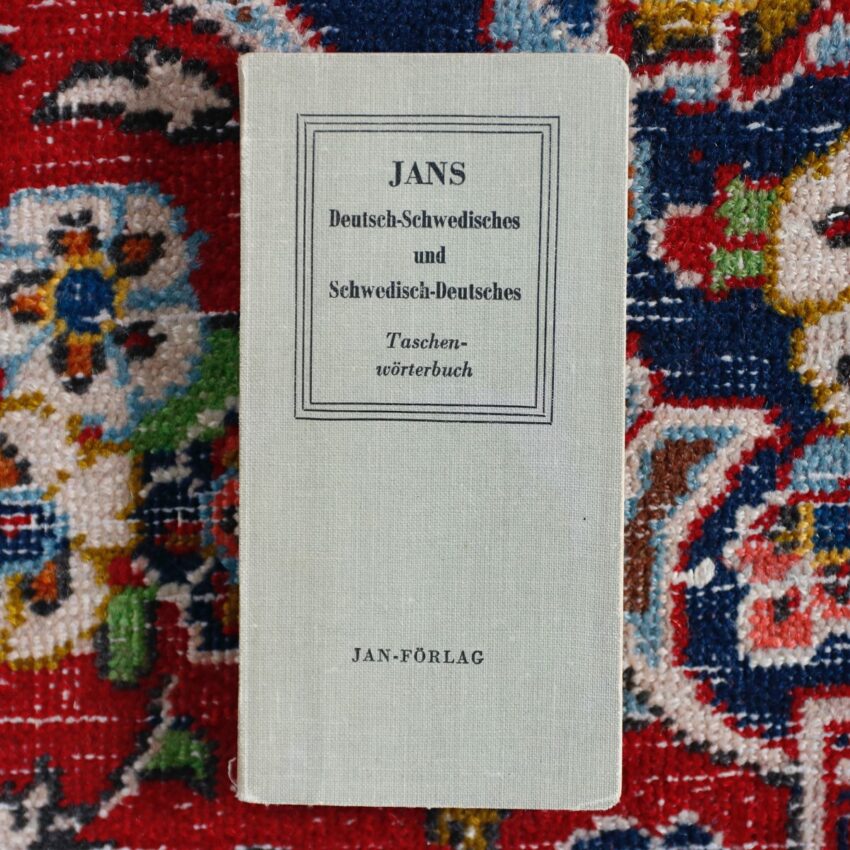 JANS
Deutsch-Schwedisches
und
Schwedisch-Deutsches
Taschen-
wörterbuch
JAN-FÖRLAG